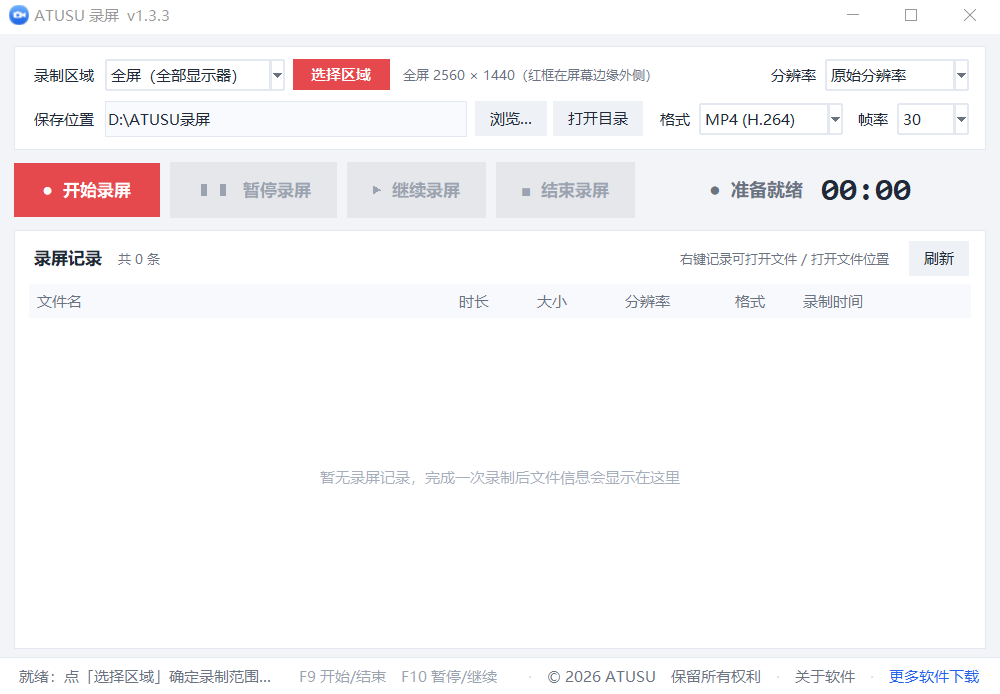 ATUSU 录屏 v1.3.3
录制区域 全屏（全部显示器） 选择区域 全屏 2560 × 1440（红框在屏幕边缘外侧） 分辨率 原始分辨率
保存位置 D:\ATUSU录屏 浏览... 打开目录 格式 MP4 (H.264) 帧率 30
开始录屏 暂停录屏 继续录屏 结束录屏 准备就绪 00:00
录屏记录 共 0 条 右键记录可打开文件 / 打开文件位置 刷新
文件名 时长 大小 分辨率 格式 录制时间
暂无录屏记录，完成一次录制后文件信息会显示在这里
就绪：点「选择区域」确定录制范围... F9 开始/结束 F10 暂停/继续 · © 2026 ATUSU 保留所有权利 · 关于软件 · 更多软件下载